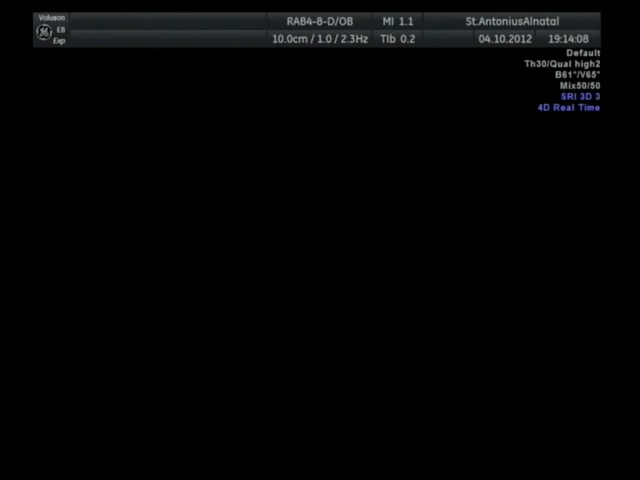 Voluson
E8
Exp
RAB4-8-D/OB MI 1.1 St.AntoniusAlnatal
10.0cm / 1.0 / 2.3Hz TIb 0.2 04.10.2012 19:14:08
Default
Th30/Qual high2
B61°/V65°
Mix50/50
SRI 3D 3
4D Real Time